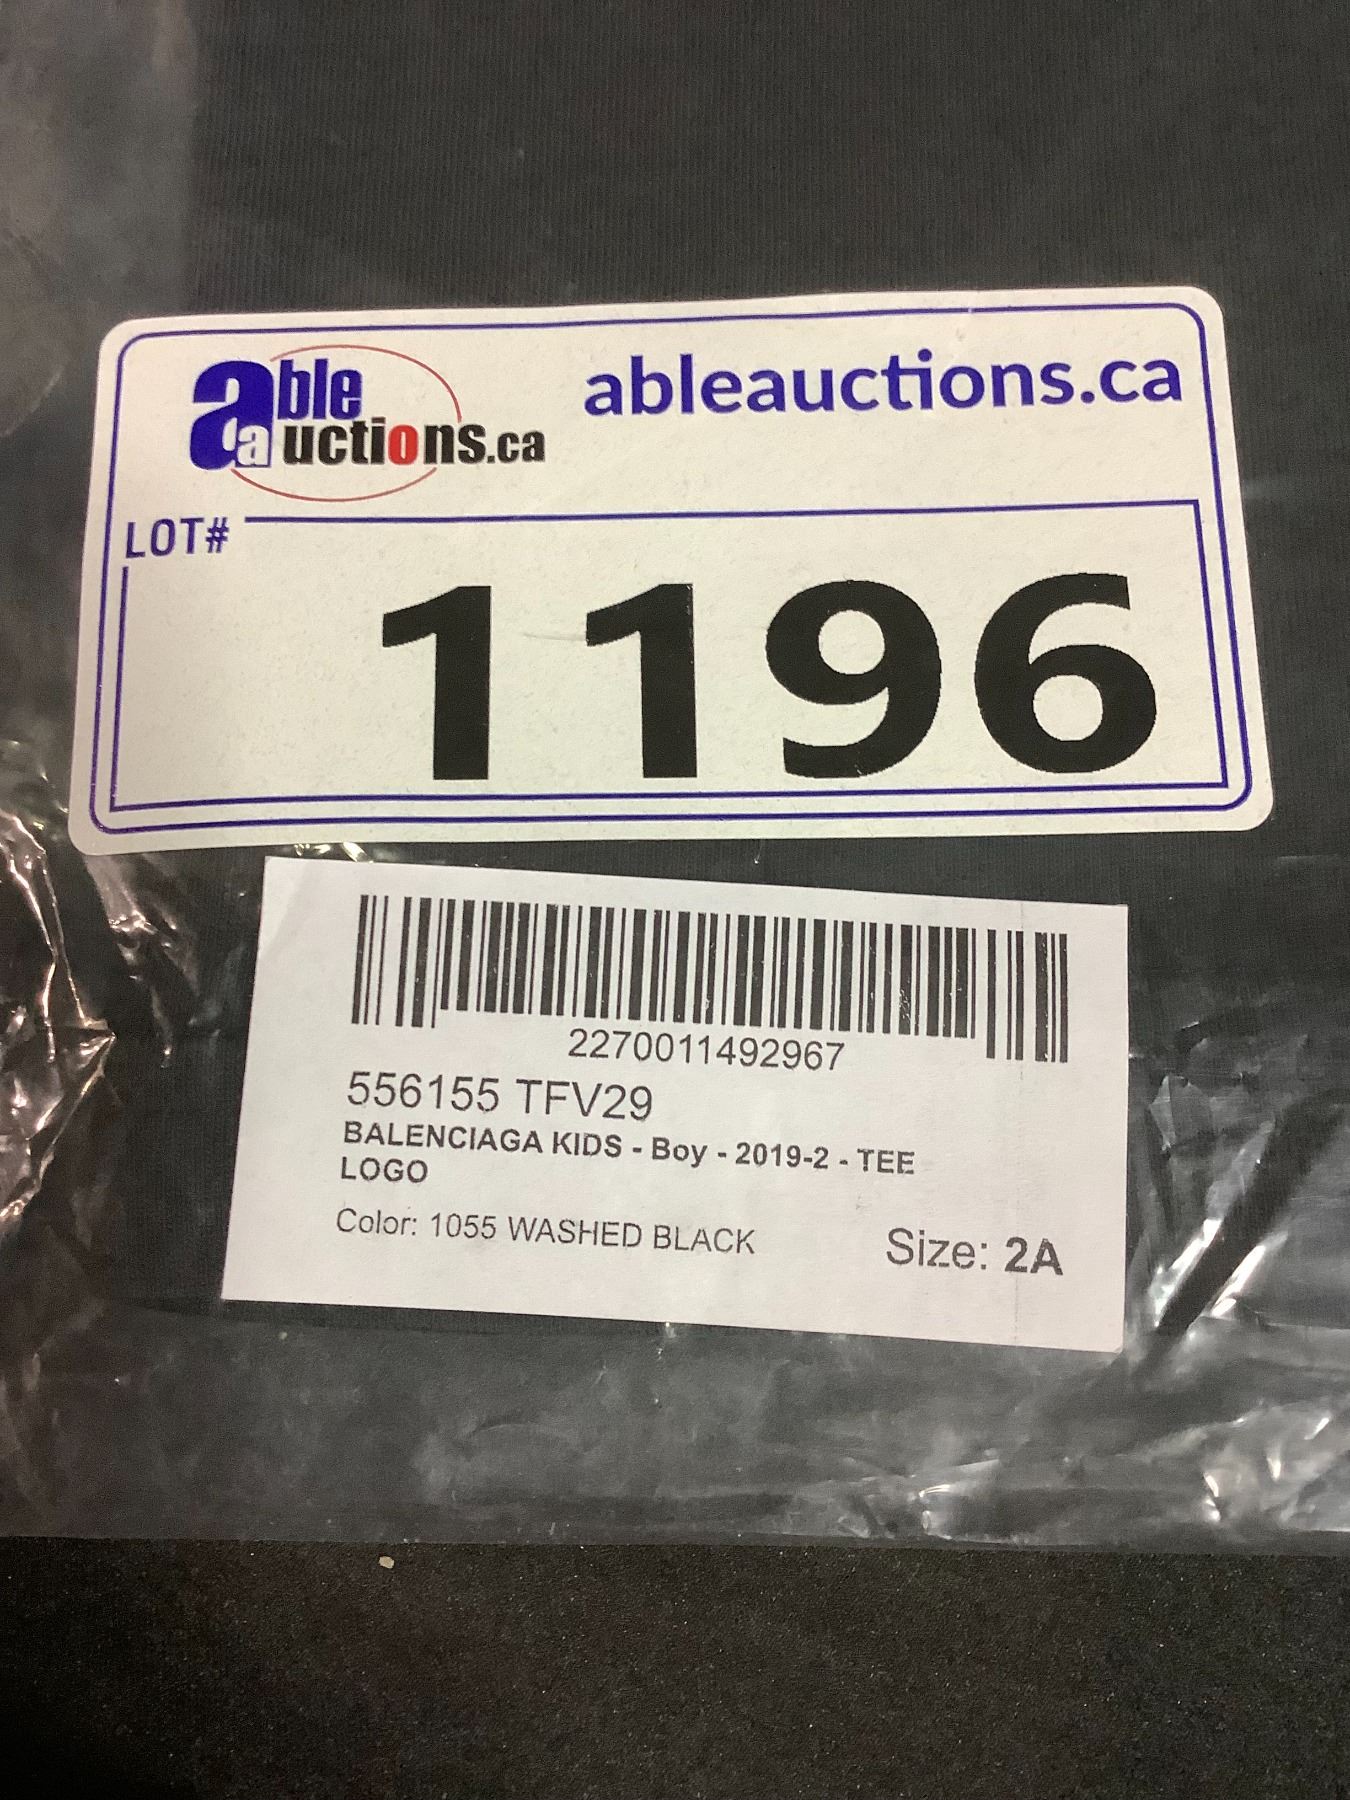 able auctions.ca
ableauctions.ca
LOT#
1196
2270011492967
556155 TFV29
BALENCIAGA KIDS - Boy - 2019-2 - TEE
LOGO
Color: 1055 WASHED BLACK
Size: 2A